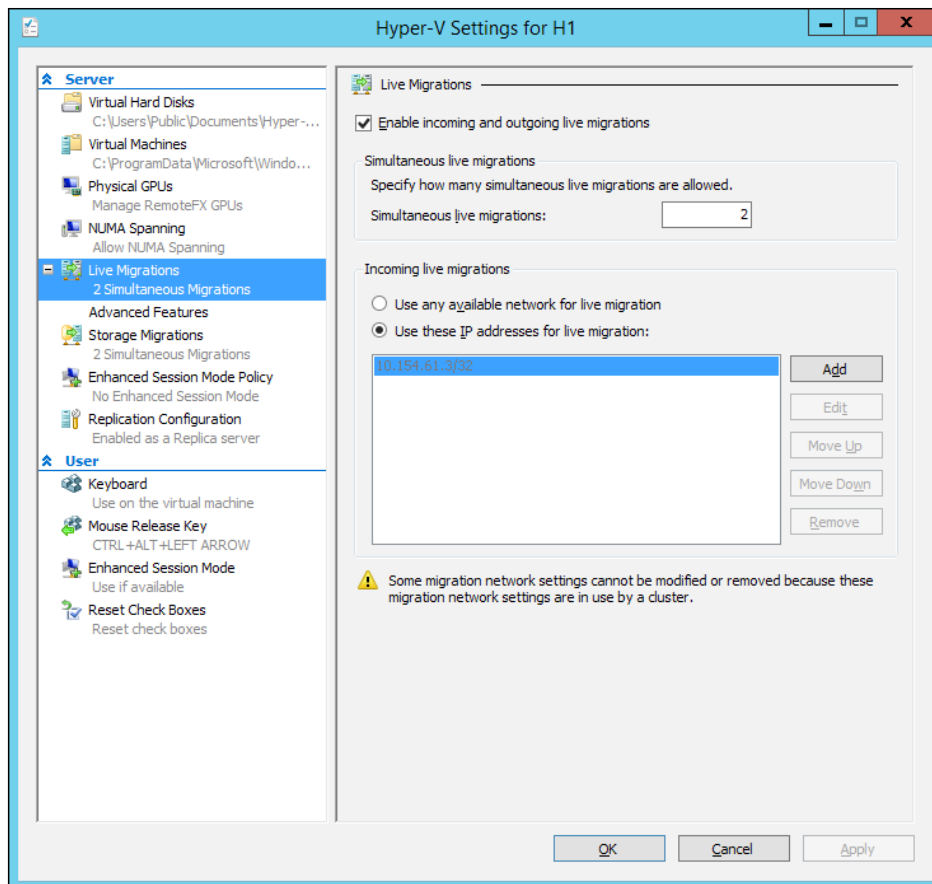 Hyper-V Settings for H1
Server
Virtual Hard Disks
C:\Users\Public\Documents\Hyper-...
Virtual Machines
C:\ProgramData\Microsoft\Windo...
Physical GPUs
Manage RemoteFX GPUs
NUMA Spanning
Allow NUMA Spanning
Live Migrations
2 Simultaneous Migrations
Advanced Features
Storage Migrations
2 Simultaneous Migrations
Enhanced Session Mode Policy
No Enhanced Session Mode
Replication Configuration
Enabled as a Replica server
User
Keyboard
Use on the virtual machine
Mouse Release Key
CTRL+ALT+LEFT ARROW
Enhanced Session Mode
Use if available
Reset Check Boxes
Reset check boxes
Live Migrations
Enable incoming and outgoing live migrations
Simultaneous live migrations
Specify how many simultaneous live migrations are allowed.
Simultaneous live migrations: 2
Incoming live migrations
Use any available network for live migration
Use these IP addresses for live migration:
10.154.61.3/32
Add
Edit
Move Up
Move Down
Remove
Some migration network settings cannot be modified or removed because these
migration network settings are in use by a cluster.
OK Cancel Apply